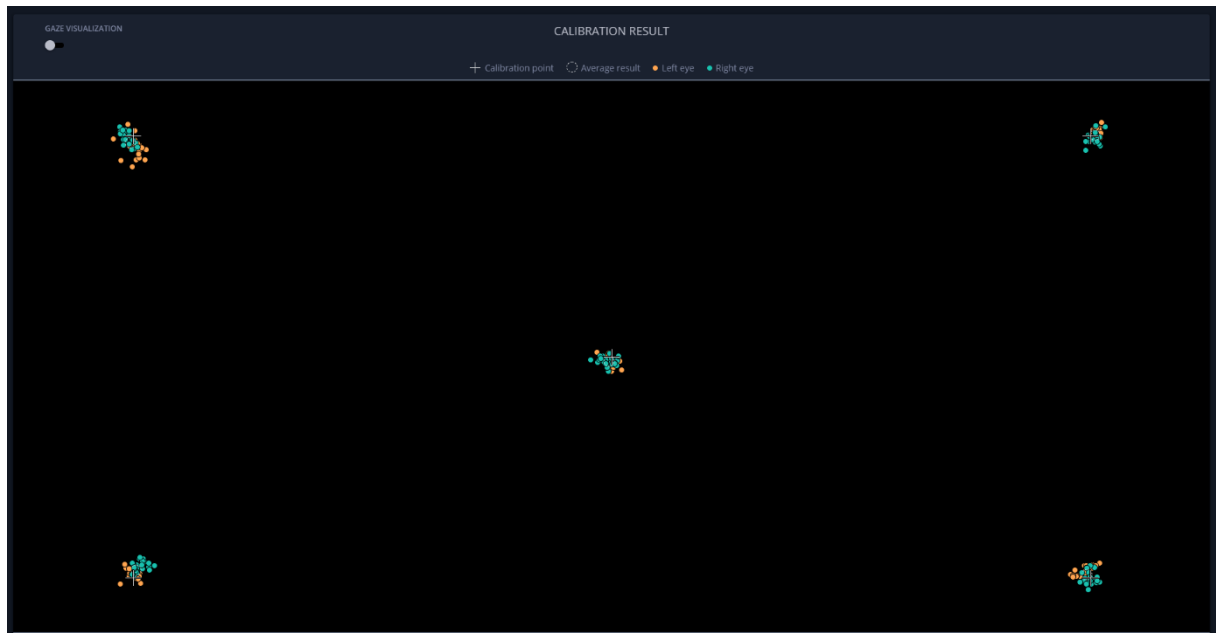 GAZE VISUALIZATION
CALIBRATION RESULT
Calibration point Average result Left eye Right eye